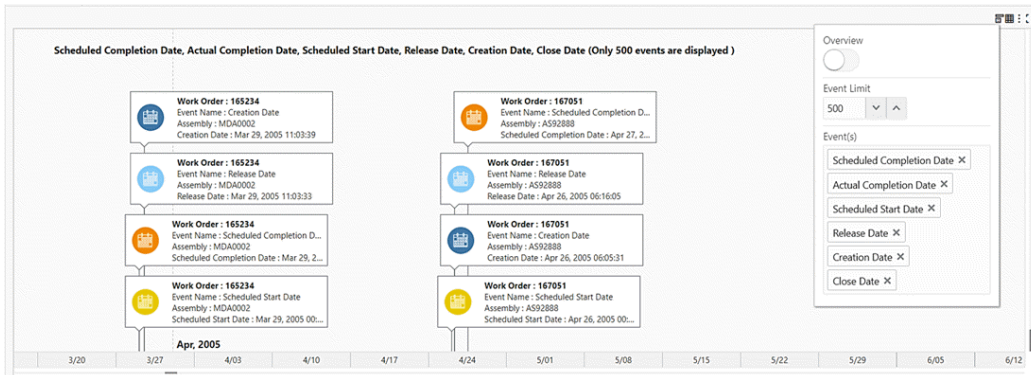 Scheduled Completion Date, Actual Completion Date, Scheduled Start Date, Release Date, Creation Date, Close Date (Only 500 events are displayed )
Work Order : 165234
Event Name : Creation Date
Assembly : MDA0002
Creation Date : Mar 29, 2005 11:03:39
Work Order : 165234
Event Name : Release Date
Assembly : MDA0002
Release Date : Mar 29, 2005 11:03:33
Work Order : 165234
Event Name : Scheduled Completion D...
Assembly : MDA0002
Scheduled Completion Date : Mar 29, 2...
Work Order : 165234
Event Name : Scheduled Start Date
Assembly : MDA0002
Scheduled Start Date : Mar 29, 2005 00:...
Work Order : 167051
Event Name : Scheduled Completion D...
Assembly : AS92888
Scheduled Completion Date : Apr 27, 2...
Work Order : 167051
Event Name : Release Date
Assembly : AS92888
Release Date : Apr 26, 2005 06:16:05
Work Order : 167051
Event Name : Creation Date
Assembly : AS92888
Creation Date : Apr 26, 2005 06:05:31
Work Order : 167051
Event Name : Scheduled Start Date
Assembly : AS92888
Scheduled Start Date : Apr 26, 2005 00:...
Overview
Event Limit
500
Event(s)
Scheduled Completion Date ✕
Actual Completion Date ✕
Scheduled Start Date ✕
Release Date ✕
Creation Date ✕
Close Date ✕
Apr, 2005
3/20 3/27 4/03 4/10 4/17 4/24 5/01 5/08 5/15 5/22 5/29 6/05 6/12